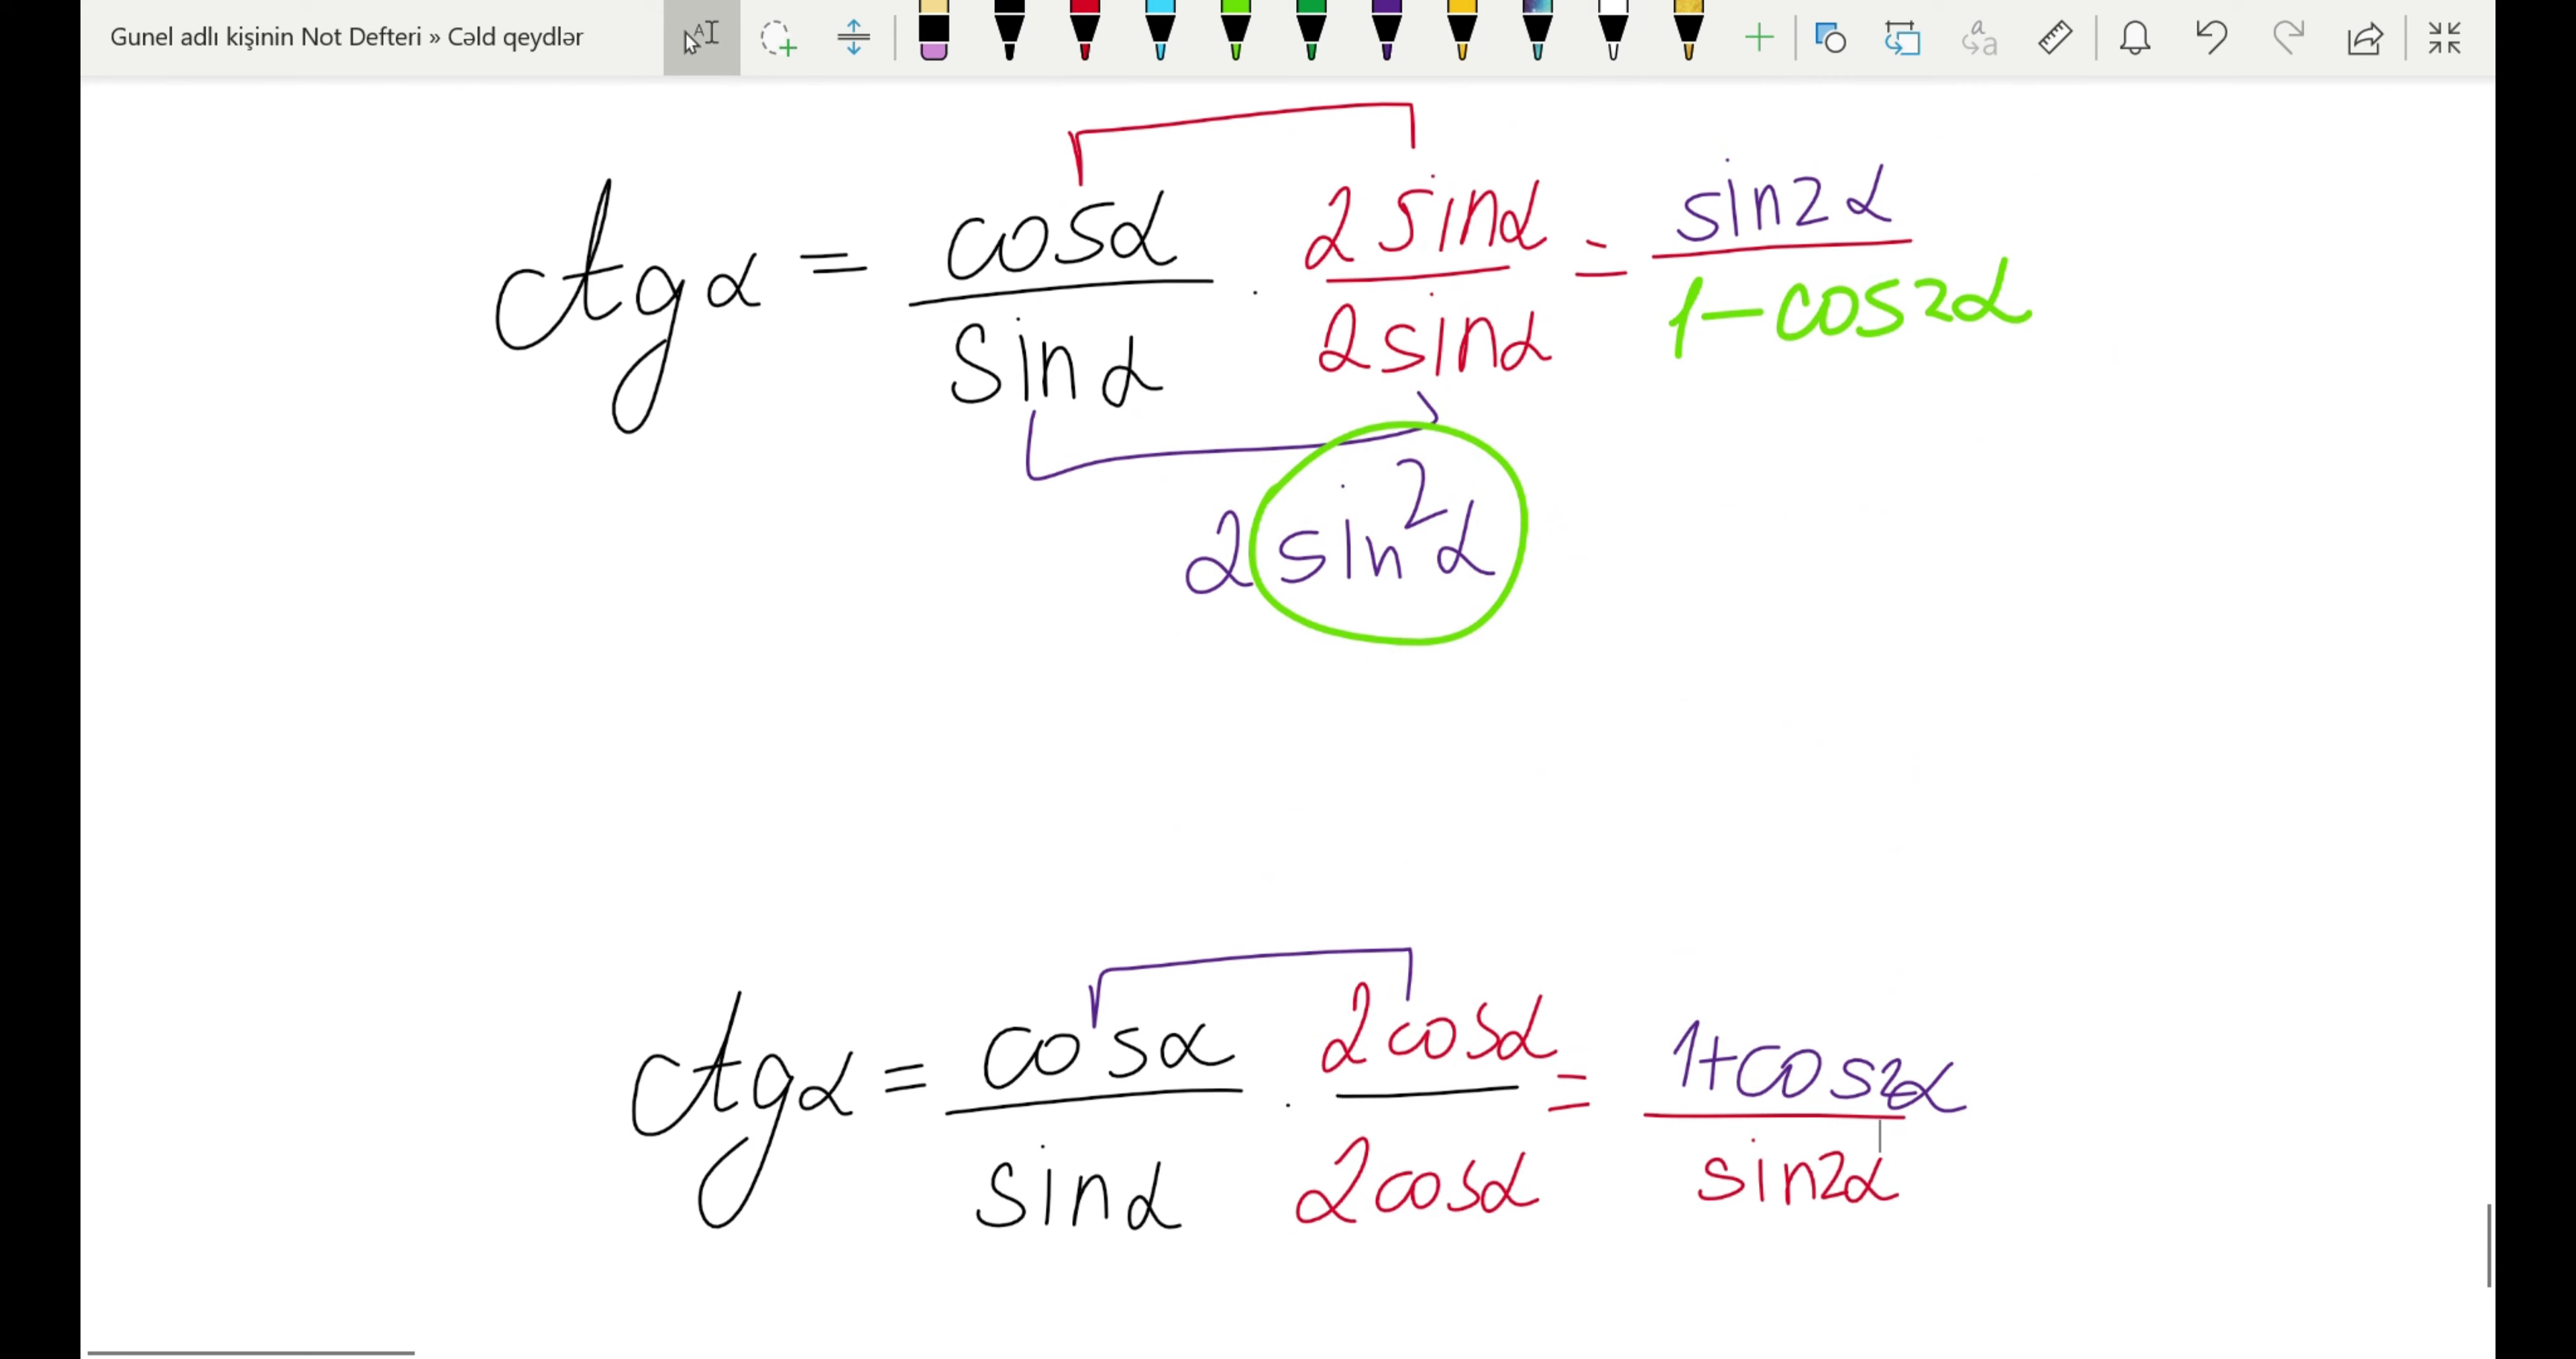 Gunel adlı kişinin Not Defteri » Cəld qeydlər
ctgα = cosα/sinα · 2sinα/2sinα = sin2α/1-cos2α
2sin²α
ctgα = cosα/sinα · 2cosα/2cosα = 1+cos2α/sin2α